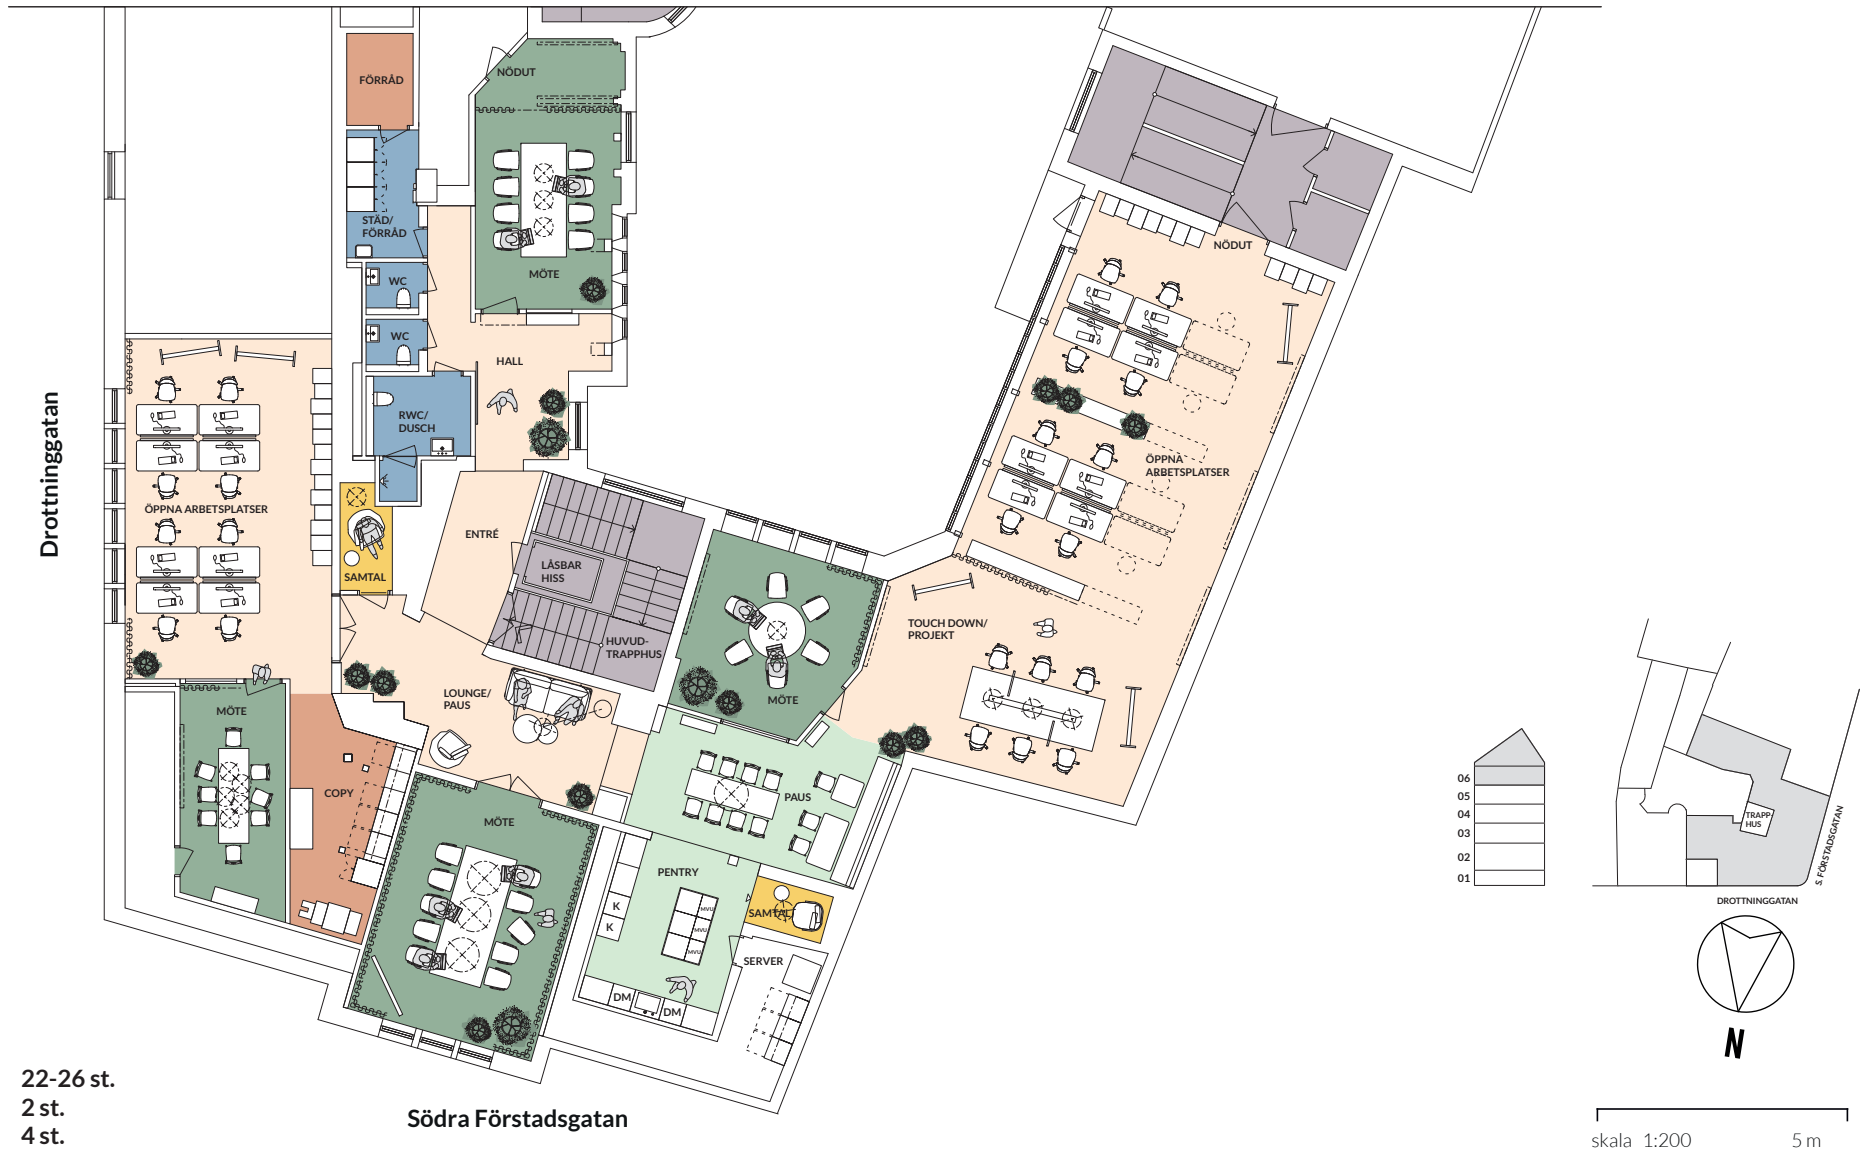 NÖDUT
FÖRRÅD
STÄD/
FÖRRÅD
NÖDUT
MÖTE
WC
WC
HALL
RWC/
DUSCH
Drottninggatan
ÖPPNA
ARBETSPLATSER
ÖPPNA ARBETSPLATSER
ENTRÉ
LÅSBAR
HISS
SAMTAL
HUVUD-
TRAPPHUS
TOUCH DOWN/
PROJEKT
LOUNGE/
PAUS
MÖTE
MÖTE
COPY
PAUS
MÖTE
PENTRY
K
K
MVU
MVU
MVU
SAMTAL
SERVER
DM
DM
06
05
04
03
02
01
TRAPP-
HUS
S. FÖRSTADSGATAN
DROTTNINGGATAN
N
22-26 st.
2 st.
4 st.
Södra Förstadsgatan
skala 1:200 5 m